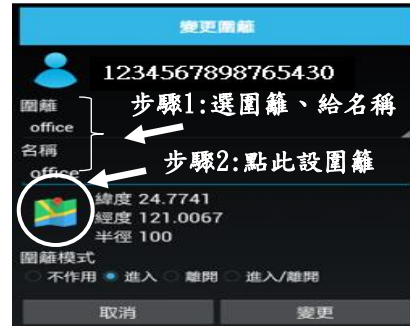 變更圍籬
1234567898765430
圍籬
步驟1:選圍籬、給名稱
office
名稱
步驟2:點此設圍籬
office
緯度 24.7741
經度 121.0067
半徑 100
圍籬模式
不作用 進入 離開 進入/離開
取消 變更